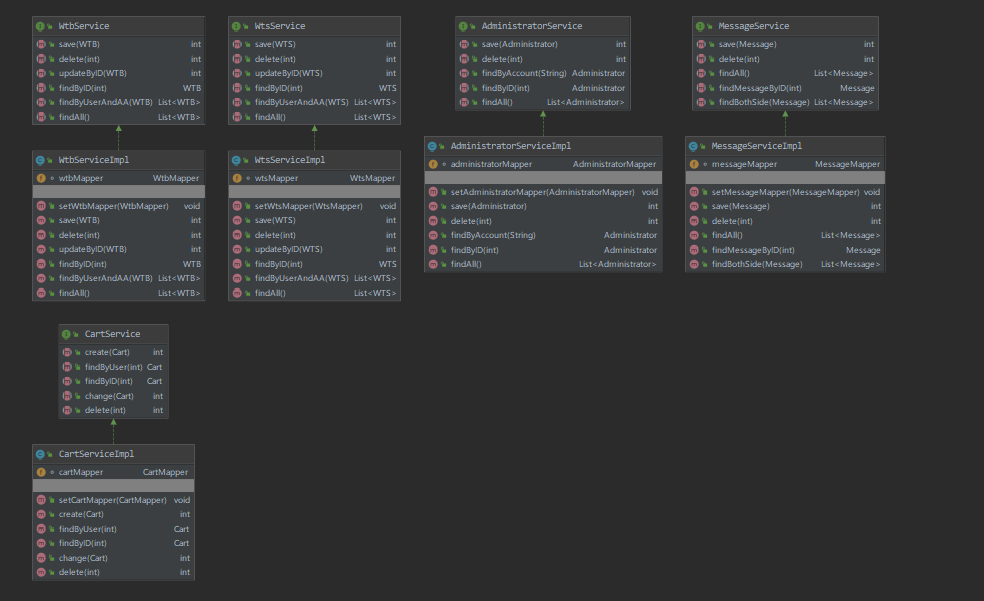 WtbService
save(WTB) int
delete(int) int
updateByID(WTB) int
findByID(int) WTB
findByUserAndAA(WTB) List<WTB>
findAll() List<WTB>
WtsService
save(WTS) int
delete(int) int
updateByID(WTS) int
findByID(int) WTS
findByUserAndAA(WTS) List<WTS>
findAll() List<WTS>
AdministratorService
save(Administrator) int
delete(int) int
findByAccount(String) Administrator
findByID(int) Administrator
findAll() List<Administrator>
MessageService
save(Message) int
delete(int) int
findAll() List<Message>
findMessageByID(int) Message
findBothSide(Message) List<Message>
WtbServiceImpl
wtbMapper WtbMapper
setWtbMapper(WtbMapper) void
save(WTB) int
delete(int) int
updateByID(WTB) int
findByID(int) WTB
findByUserAndAA(WTB) List<WTB>
findAll() List<WTB>
WtsServiceImpl
wtsMapper WtsMapper
setWtsMapper(WtsMapper) void
save(WTS) int
delete(int) int
updateByID(WTS) int
findByID(int) WTS
findByUserAndAA(WTS) List<WTS>
findAll() List<WTS>
AdministratorServiceImpl
administratorMapper AdministratorMapper
setAdministratorMapper(AdministratorMapper) void
save(Administrator) int
delete(int) int
findByAccount(String) Administrator
findByID(int) Administrator
findAll() List<Administrator>
MessageServiceImpl
messageMapper MessageMapper
setMessageMapper(MessageMapper) void
save(Message) int
delete(int) int
findAll() List<Message>
findMessageByID(int) Message
findBothSide(Message) List<Message>
CartService
create(Cart) int
findByUser(int) Cart
findByID(int) Cart
change(Cart) int
delete(int) int
CartServiceImpl
cartMapper CartMapper
setCartMapper(CartMapper) void
create(Cart) int
findByUser(int) Cart
findByID(int) Cart
change(Cart) int
delete(int) int